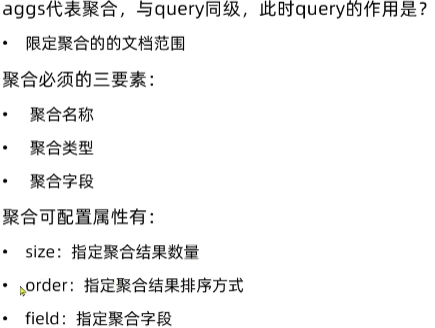 aggs代表聚合，与query同级，此时query的作用是？
• 限定聚合的的文档范围
聚合必须的三要素：
• 聚合名称
• 聚合类型
• 聚合字段
聚合可配置属性有：
• size：指定聚合结果数量
• order：指定聚合结果排序方式
• field：指定聚合字段